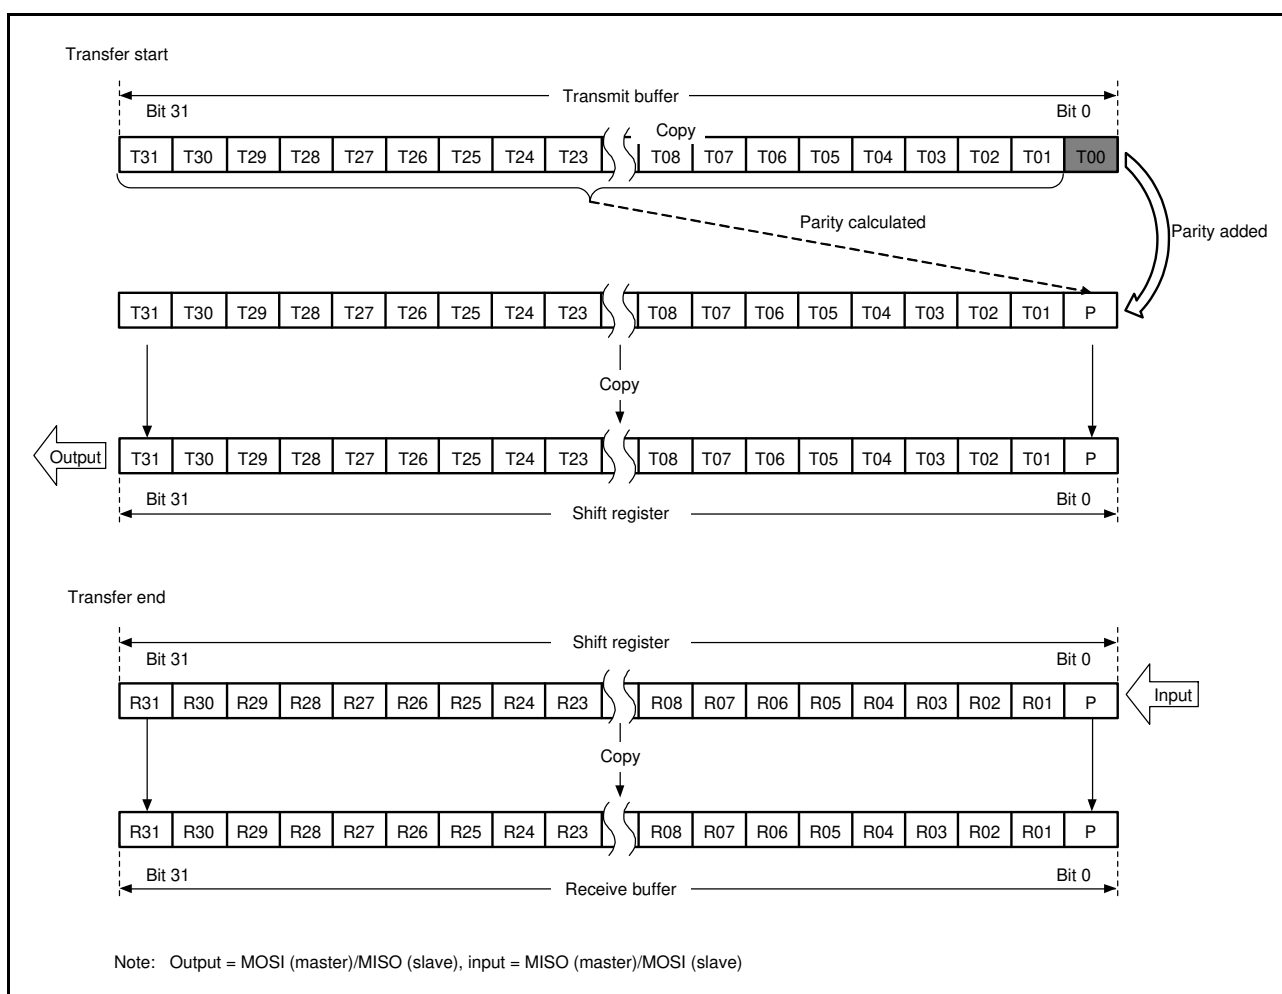 Transfer start
Transmit buffer
Bit 31
Bit 0
Copy
T31 T30 T29 T28 T27 T26 T25 T24 T23 T08 T07 T06 T05 T04 T03 T02 T01 T00
Parity calculated
Parity added
T31 T30 T29 T28 T27 T26 T25 T24 T23 T08 T07 T06 T05 T04 T03 T02 T01 P
Copy
Output
T31 T30 T29 T28 T27 T26 T25 T24 T23 T08 T07 T06 T05 T04 T03 T02 T01 P
Bit 31
Bit 0
Shift register
Transfer end
Shift register
Bit 31
Bit 0
R31 R30 R29 R28 R27 R26 R25 R24 R23 R08 R07 R06 R05 R04 R03 R02 R01 P
Input
Copy
R31 R30 R29 R28 R27 R26 R25 R24 R23 R08 R07 R06 R05 R04 R03 R02 R01 P
Bit 31
Bit 0
Receive buffer
Note: Output = MOSI (master)/MISO (slave), input = MISO (master)/MOSI (slave)